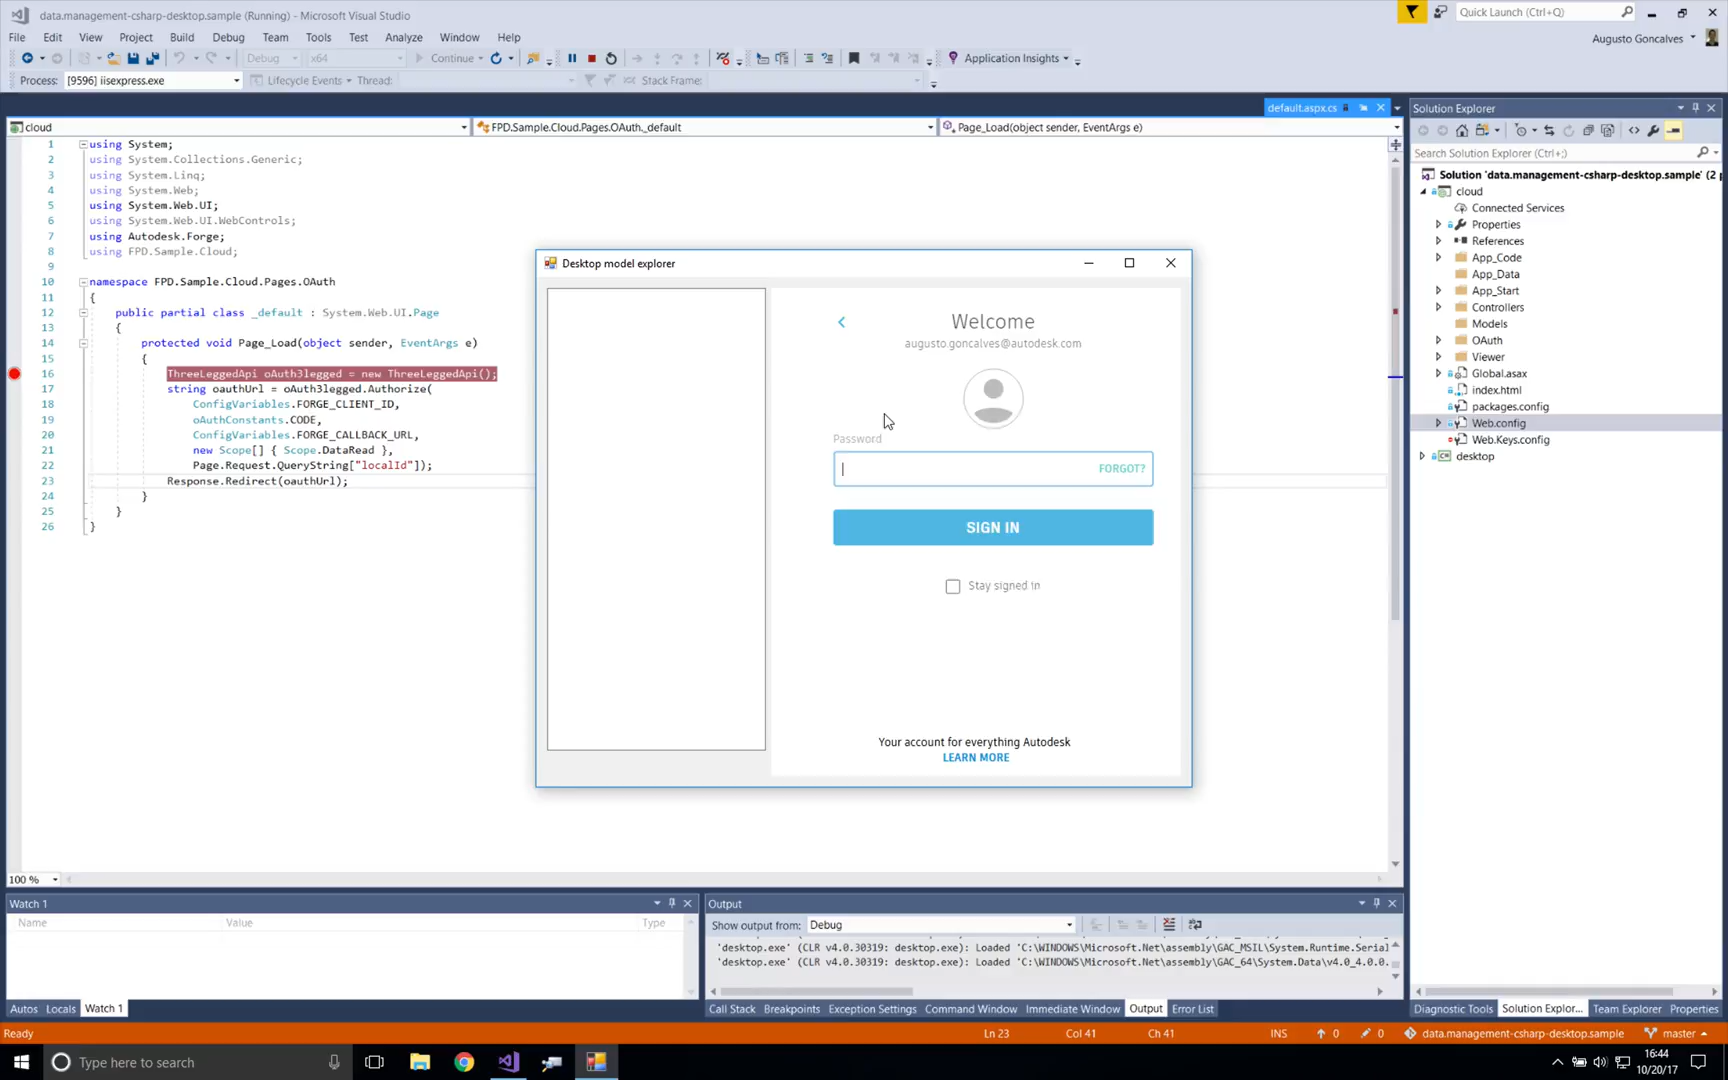 data.management-csharp-desktop.sample (Running) - Microsoft Visual Studio
Quick Launch (Ctrl+Q)
File Edit View Project Build Debug Team Tools Test Analyze Window Help
Augusto Goncalves
Debug x64 Continue Application Insights
Process: [9596] iisexpress.exe Lifecycle Events Thread: Stack Frame:
default.aspx.cs
cloud FPD.Sample.Cloud.Pages.OAuth._default Page_Load(object sender, EventArgs e)
1 using System;
2 using System.Collections.Generic;
3 using System.Linq;
4 using System.Web;
5 using System.Web.UI;
6 using System.Web.UI.WebControls;
7 using Autodesk.Forge;
8 using FPD.Sample.Cloud;
9
10 namespace FPD.Sample.Cloud.Pages.OAuth
11 {
12 public partial class _default : System.Web.UI.Page
13 {
14 protected void Page_Load(object sender, EventArgs e)
15 {
16 ThreeLeggedApi oAuth3legged = new ThreeLeggedApi();
17 string oauthUrl = oAuth3legged.Authorize(
18 ConfigVariables.FORGE_CLIENT_ID,
19 oAuthConstants.CODE,
20 ConfigVariables.FORGE_CALLBACK_URL,
21 new Scope[] { Scope.DataRead },
22 Page.Request.QueryString["localId"]);
23 Response.Redirect(oauthUrl);
24 }
25 }
26 }
Desktop model explorer
Welcome
augusto.goncalves@autodesk.com
Password
FORGOT?
SIGN IN
Stay signed in
Your account for everything Autodesk
LEARN MORE
Solution Explorer
Search Solution Explorer (Ctrl+;)
Solution 'data.management-csharp-desktop.sample' (2 p
cloud
Connected Services
Properties
References
App_Code
App_Data
App_Start
Controllers
Models
OAuth
Viewer
Global.asax
index.html
packages.config
Web.config
Web.Keys.config
desktop
100 %
Watch 1
Name Value Type
Autos Locals Watch 1
Output
Show output from: Debug
'desktop.exe' (CLR v4.0.30319: desktop.exe): Loaded 'C:\WINDOWS\Microsoft.Net\assembly\GAC_MSIL\System.Runtime.Serial
'desktop.exe' (CLR v4.0.30319: desktop.exe): Loaded 'C:\WINDOWS\Microsoft.Net\assembly\GAC_64\System.Data\v4.0_4.0.0.
Call Stack Breakpoints Exception Settings Command Window Immediate Window Output Error List
Diagnostic Tools Solution Explor... Team Explorer Properties
Ready Ln 23 Col 41 Ch 41 INS 0 0 data.management-csharp-desktop.sample master
Type here to search
16:44
10/20/17